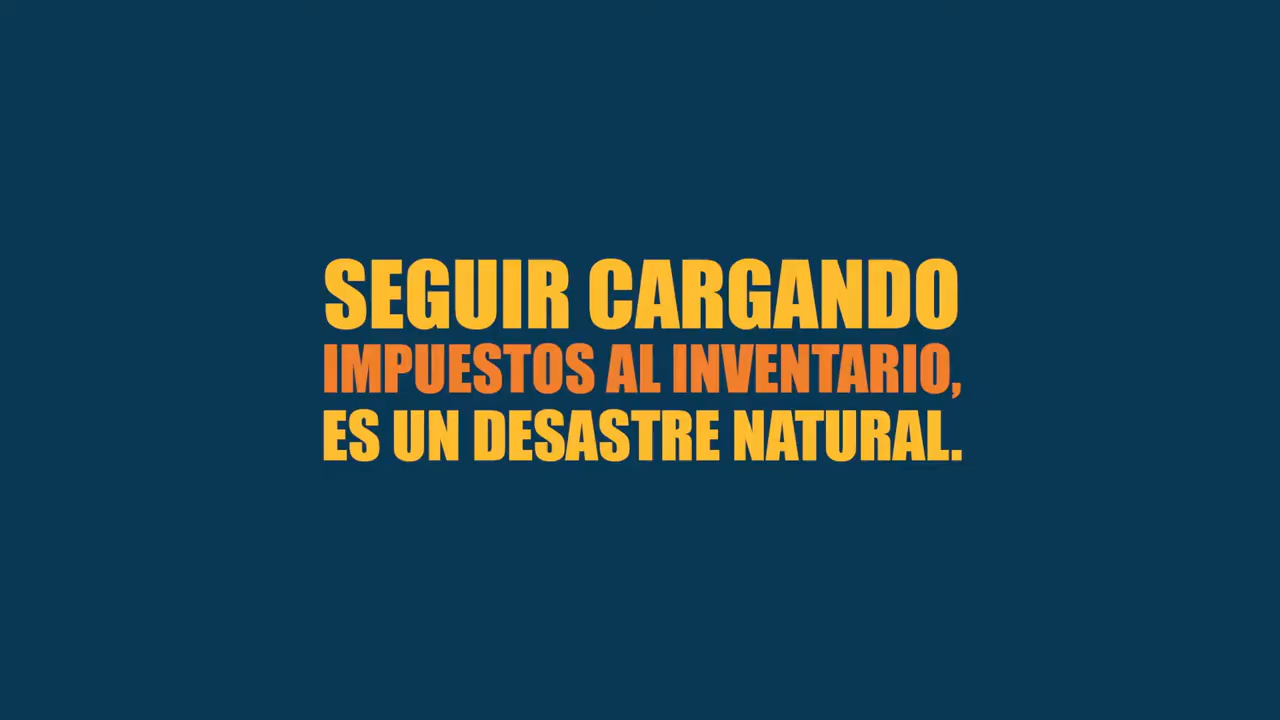 SEGUIR CARGANDO
IMPUESTOS AL INVENTARIO,
ES UN DESASTRE NATURAL.